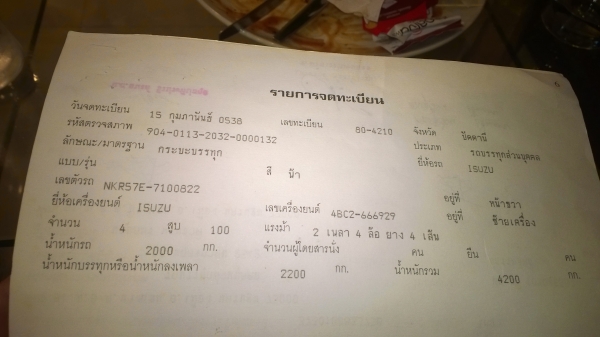 รายการจดทะเบียน
วันจดทะเบียน 15 กุมภาพันธ์ 0538 เลขทะเบียน 80-4210 จังหวัด ปัตตานี
รหัสตรวจสภาพ 904-0113-2032-0000132 ประเภท รถบรรทุกส่วนบุคคล
ลักษณะ/มาตรฐาน กระบะบรรทุก ยี่ห้อรถ ISUZU
แบบ/รุ่น สี ฟ้า
เลขตัวรถ NKR57E-7100822 อยู่ที่ หน้าขวา
ยี่ห้อเครื่องยนต์ ISUZU เลขเครื่องยนต์ 4BC2-666929 อยู่ที่ ซ้ายเครื่อง
จำนวน 4 สูบ 100 แรงม้า 2 เพลา 4 ล้อ ยาง 4 เส้น
น้ำหนักรถ 2000 กก. จำนวนผู้โดยสารนั่ง คน ยืน คน
น้ำหนักบรรทุกหรือน้ำหนักลงเพลา 2200 กก. น้ำหนักรวม 4200 กก.